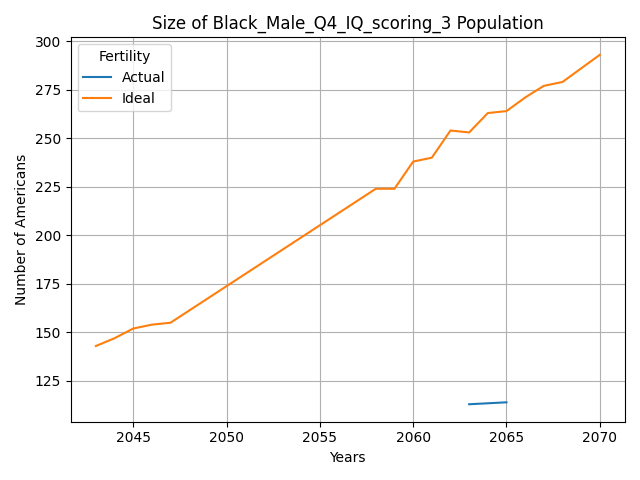 Size of Black_Male_Q4_IQ_scoring_3 Population
Fertility
Actual
Ideal
Number of Americans
300
275
250
225
200
175
150
125
2045 2050 2055 2060 2065 2070
Years